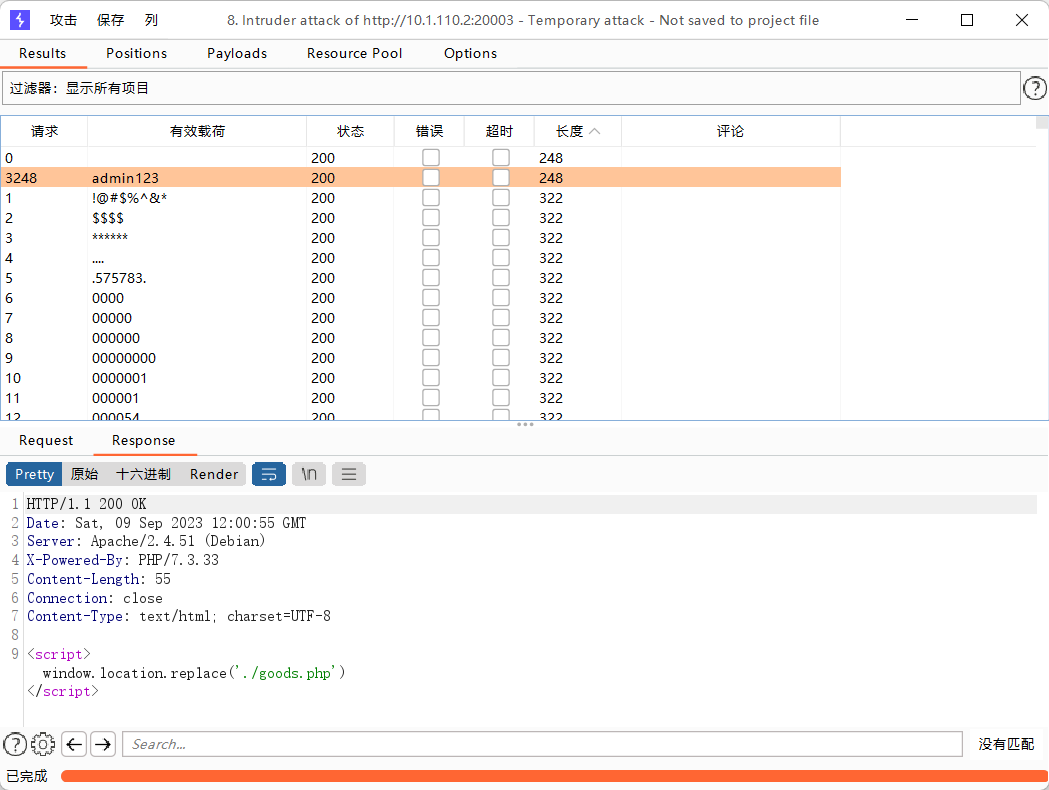 攻击 保存 列 8. Intruder attack of http://10.1.110.2:20003 - Temporary attack - Not saved to project file
Results Positions Payloads Resource Pool Options
过滤器：显示所有项目 ?
请求 有效载荷 状态 错误 超时 长度 评论
0 200 248
3248 admin123 200 248
1 !@#$%^&* 200 322
2 $$$$ 200 322
3 ****** 200 322
4 .... 200 322
5 .575783. 200 322
6 0000 200 322
7 00000 200 322
8 000000 200 322
9 00000000 200 322
10 0000001 200 322
11 000001 200 322
12 000054 200 322
Request Response
Pretty 原始 十六进制 Render \n
1 HTTP/1.1 200 OK
2 Date: Sat, 09 Sep 2023 12:00:55 GMT
3 Server: Apache/2.4.51 (Debian)
4 X-Powered-By: PHP/7.3.33
5 Content-Length: 55
6 Connection: close
7 Content-Type: text/html; charset=UTF-8
8
9 <script>
window.location.replace('./goods.php')
</script>
? Search... 没有匹配
已完成